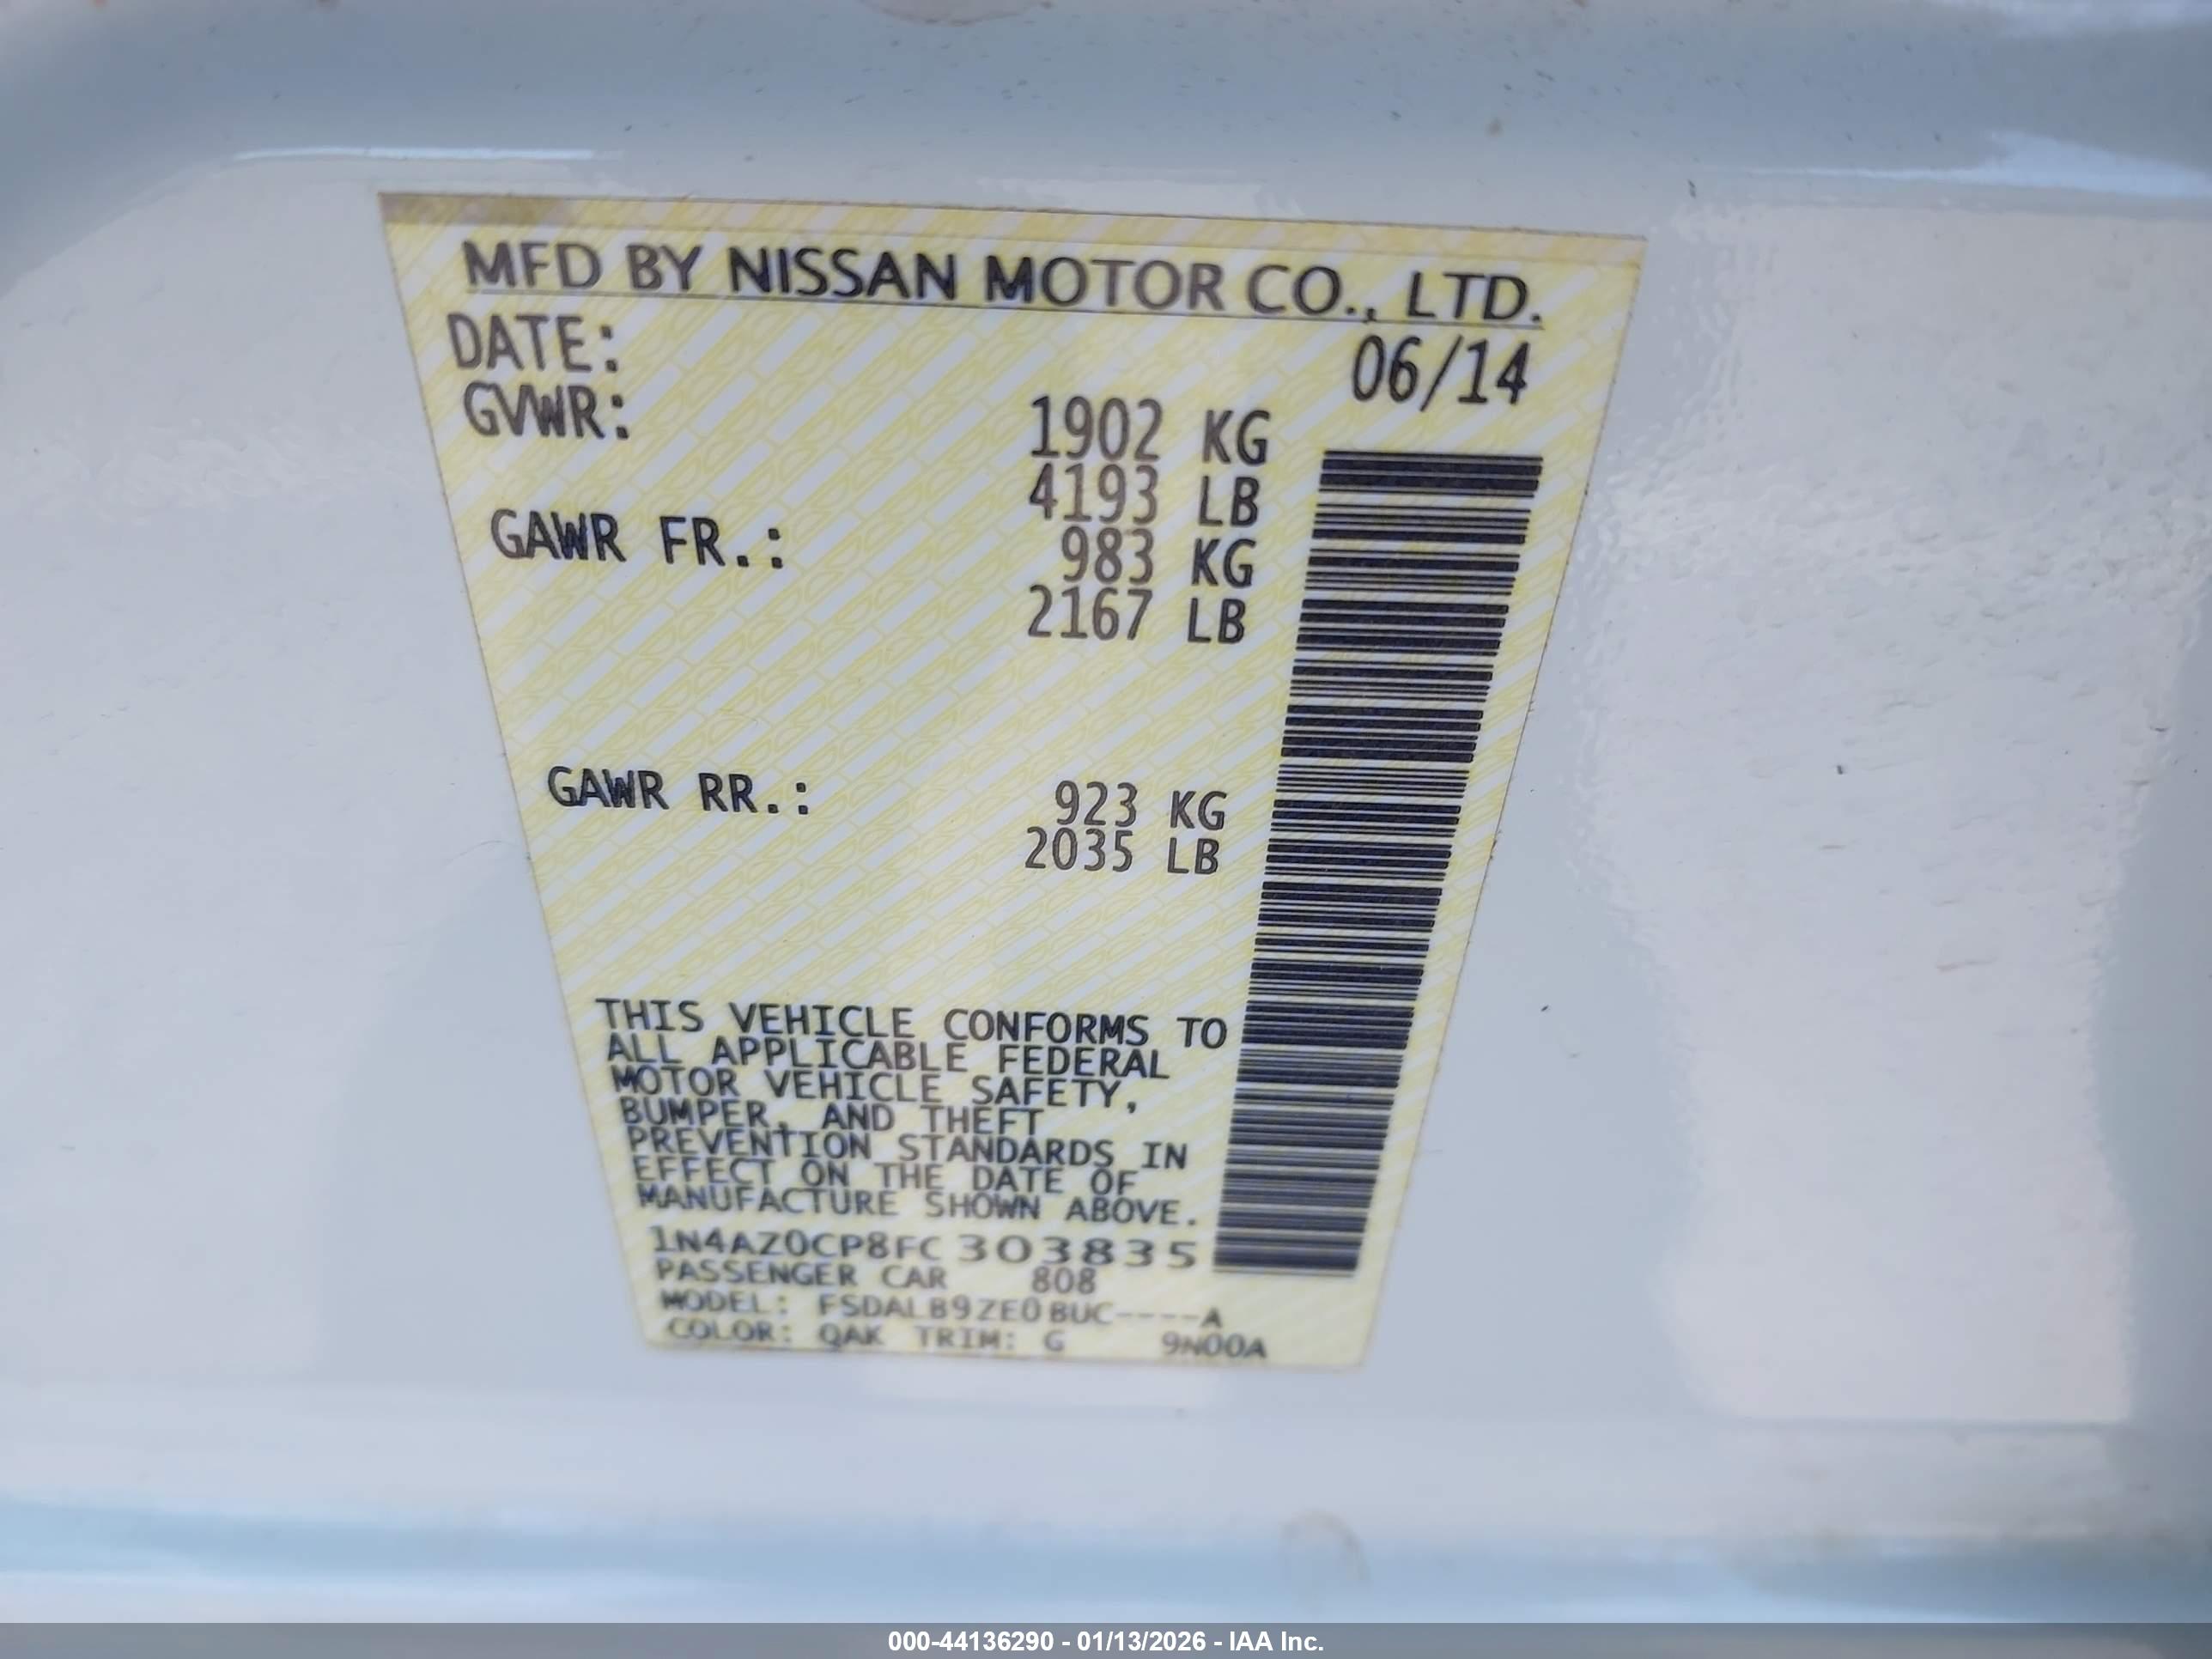 MFD BY NISSAN MOTOR CO., LTD.
DATE: 06/14
GVWR: 1902 KG
4193 LB
GAWR FR.: 983 KG
2167 LB
GAWR RR.: 923 KG
2035 LB
THIS VEHICLE CONFORMS TO
ALL APPLICABLE FEDERAL
MOTOR VEHICLE SAFETY,
BUMPER, AND THEFT
PREVENTION STANDARDS IN
EFFECT ON THE DATE OF
MANUFACTURE SHOWN ABOVE.
1N4AZ0CP8FC303835
PASSENGER CAR 808
MODEL: FSDALB9ZE0BUC----A
COLOR: QAK TRIM: G 9N00A
000-44136290 - 01/13/2026 - IAA Inc.